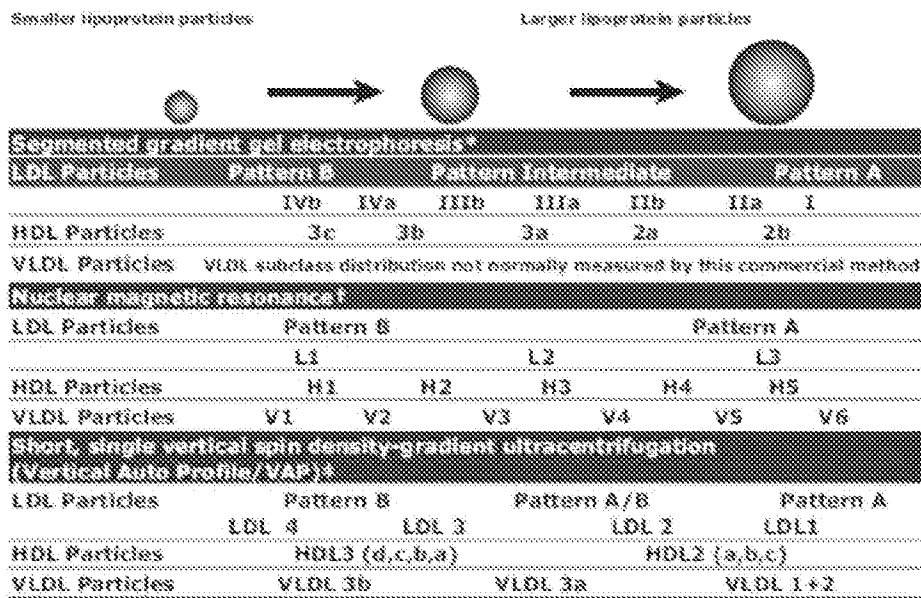 Smaller lipoprotein particles Larger lipoprotein particles
Segmented gradient gel electrophoresis*
LDL Particles Pattern B Pattern Intermediate Pattern A
IVb IVa IIIb IIIa IIb IIa I
HDL Particles 3c 3b 3a 2a 2b
VLDL Particles VLDL subclass distribution not normally measured by this commercial method
Nuclear magnetic resonance†
LDL Particles Pattern B Pattern A
L1 L2 L3
HDL Particles H1 H2 H3 H4 H5
VLDL Particles V1 V2 V3 V4 V5 V6
Short, single vertical spin density-gradient ultracentrifugation
(Vertical Auto Profile/VAP)‡
LDL Particles Pattern B Pattern A/B Pattern A
LDL 4 LDL 3 LDL 2 LDL1
HDL Particles HDL3 (d,c,b,a) HDL2 (a,b,c)
VLDL Particles VLDL 3b VLDL 3a VLDL 1+2